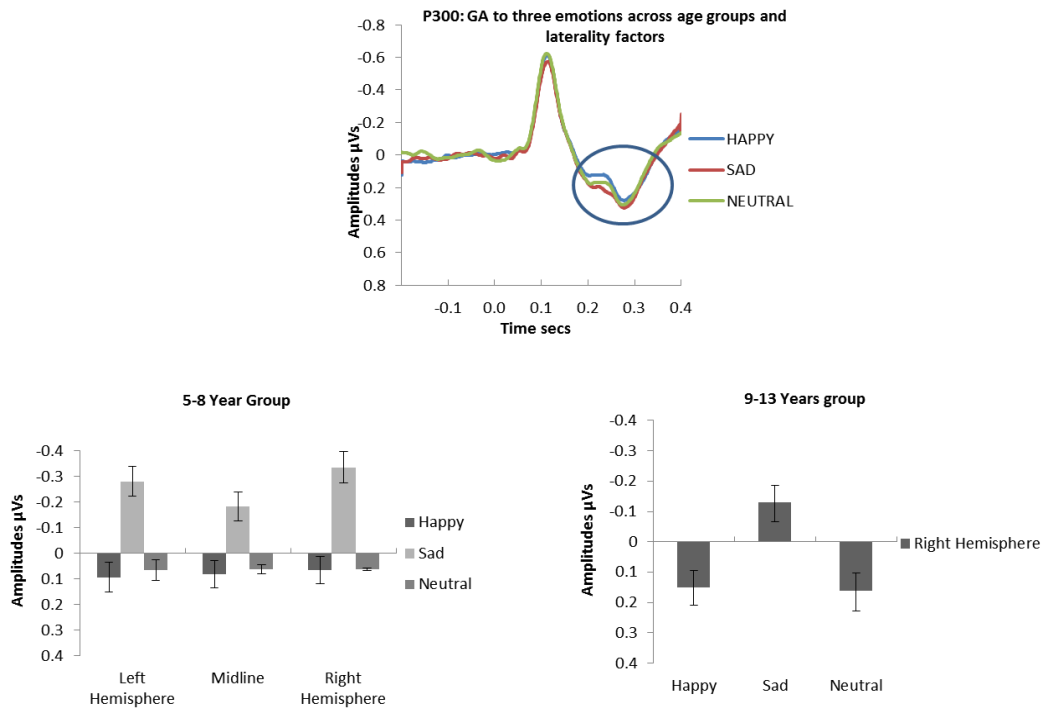 P300: GA to three emotions across age groups and
laterality factors
-0.8
-0.6
-0.4
-0.2
0
0.2
0.4
0.6
0.8
Amplitudes µVs
-0.1
0.0
0.1
0.2
0.3
0.4
Time secs
HAPPY
SAD
NEUTRAL
5-8 Year Group
-0.4
-0.3
-0.2
-0.1
0
0.1
0.2
0.3
0.4
Amplitudes µVs
Left
Hemisphere
Midline
Right
Hemisphere
Happy
Sad
Neutral
9-13 Years group
-0.4
-0.3
-0.2
-0.1
0
0.1
0.2
0.3
0.4
Amplitudes µVs
Happy
Sad
Neutral
Right Hemisphere